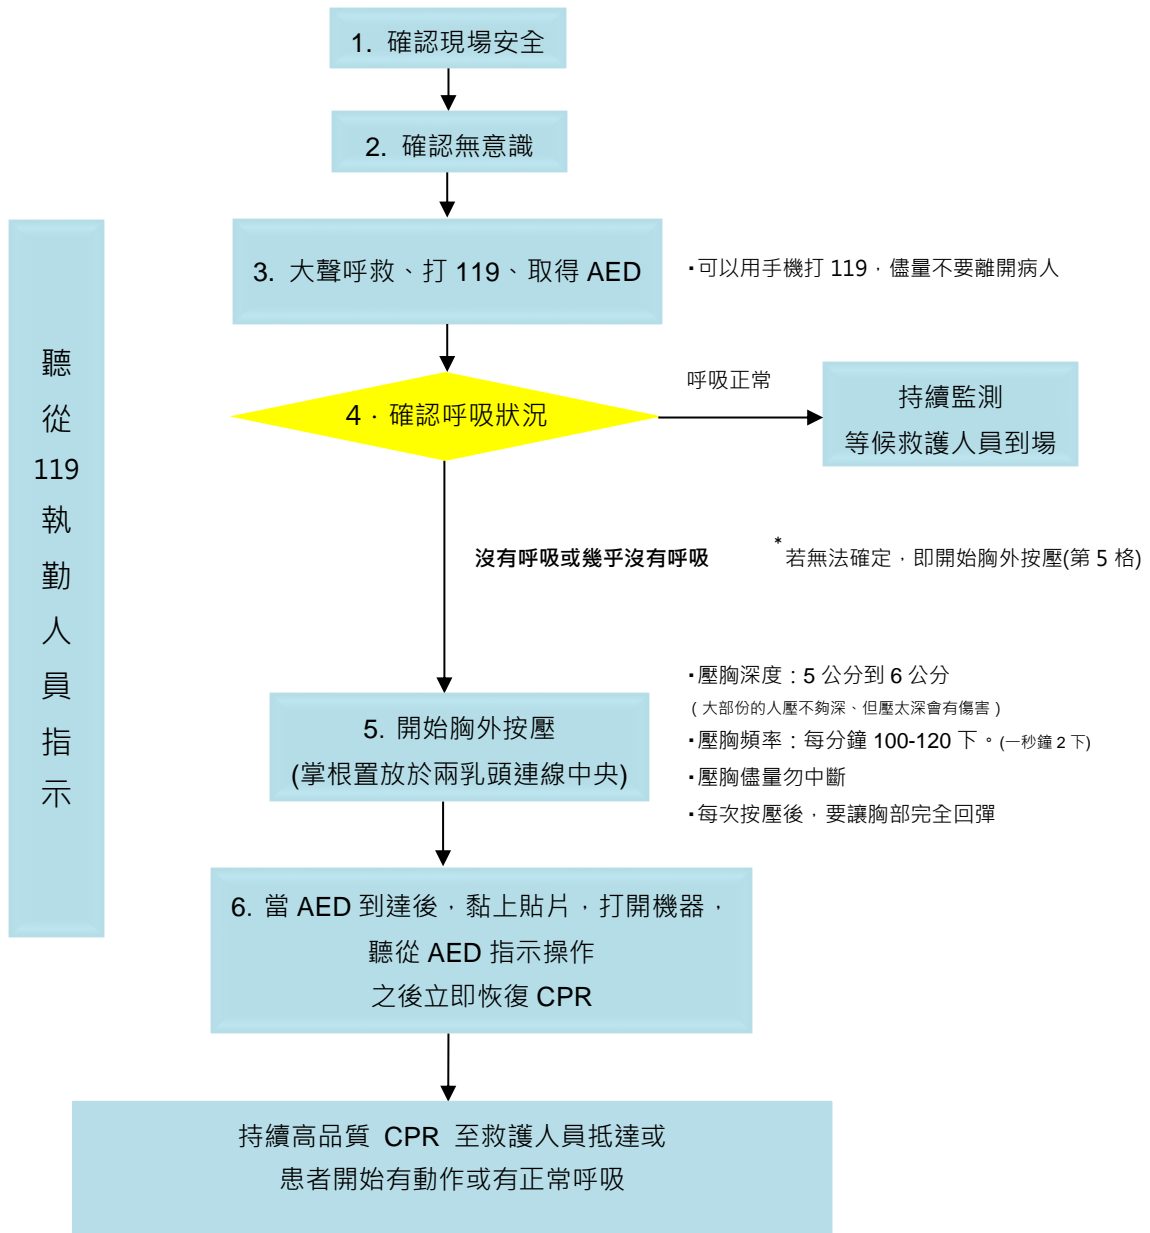 1. 確認現場安全
2. 確認無意識
3. 大聲呼救、打 119、取得 AED
▪可以用手機打 119，儘量不要離開病人
聽
從
119
執
勤
人
員
指
示
4．確認呼吸狀況
呼吸正常
持續監測
等候救護人員到場
沒有呼吸或幾乎沒有呼吸
*若無法確定，即開始胸外按壓(第 5 格)
5. 開始胸外按壓
(掌根置放於兩乳頭連線中央)
▪壓胸深度：5 公分到 6 公分
（大部份的人壓不夠深、但壓太深會有傷害）
▪壓胸頻率：每分鐘 100-120 下。(一秒鐘 2 下)
▪壓胸儘量勿中斷
▪每次按壓後，要讓胸部完全回彈
6. 當 AED 到達後，黏上貼片，打開機器，
聽從 AED 指示操作
之後立即恢復 CPR
持續高品質 CPR 至救護人員抵達或
患者開始有動作或有正常呼吸